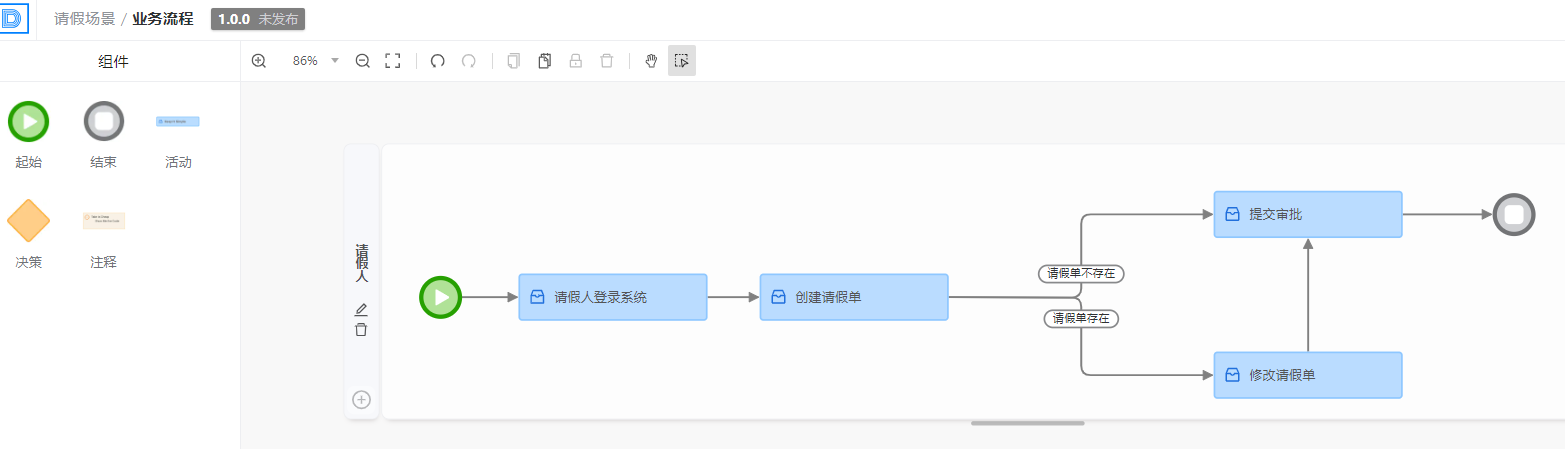 请假场景 / 业务流程 1.0.0 未发布
组件
86%
起始
结束
活动
决策
注释
请假人
请假人登录系统
创建请假单
请假单不存在
请假单存在
提交审批
修改请假单